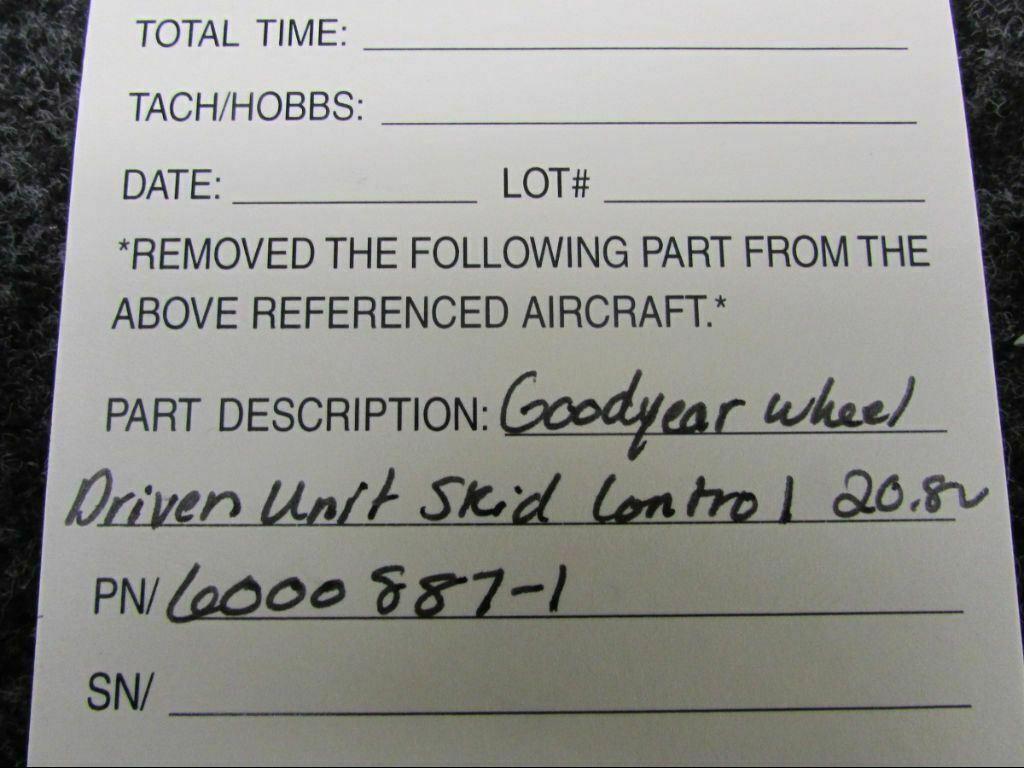 TOTAL TIME:
TACH/HOBBS:
DATE: LOT#
*REMOVED THE FOLLOWING PART FROM THE
ABOVE REFERENCED AIRCRAFT.*
PART DESCRIPTION: Goodyear wheel
Driven Unit Skid Control 20.8v
PN/ 6000887-1
SN/